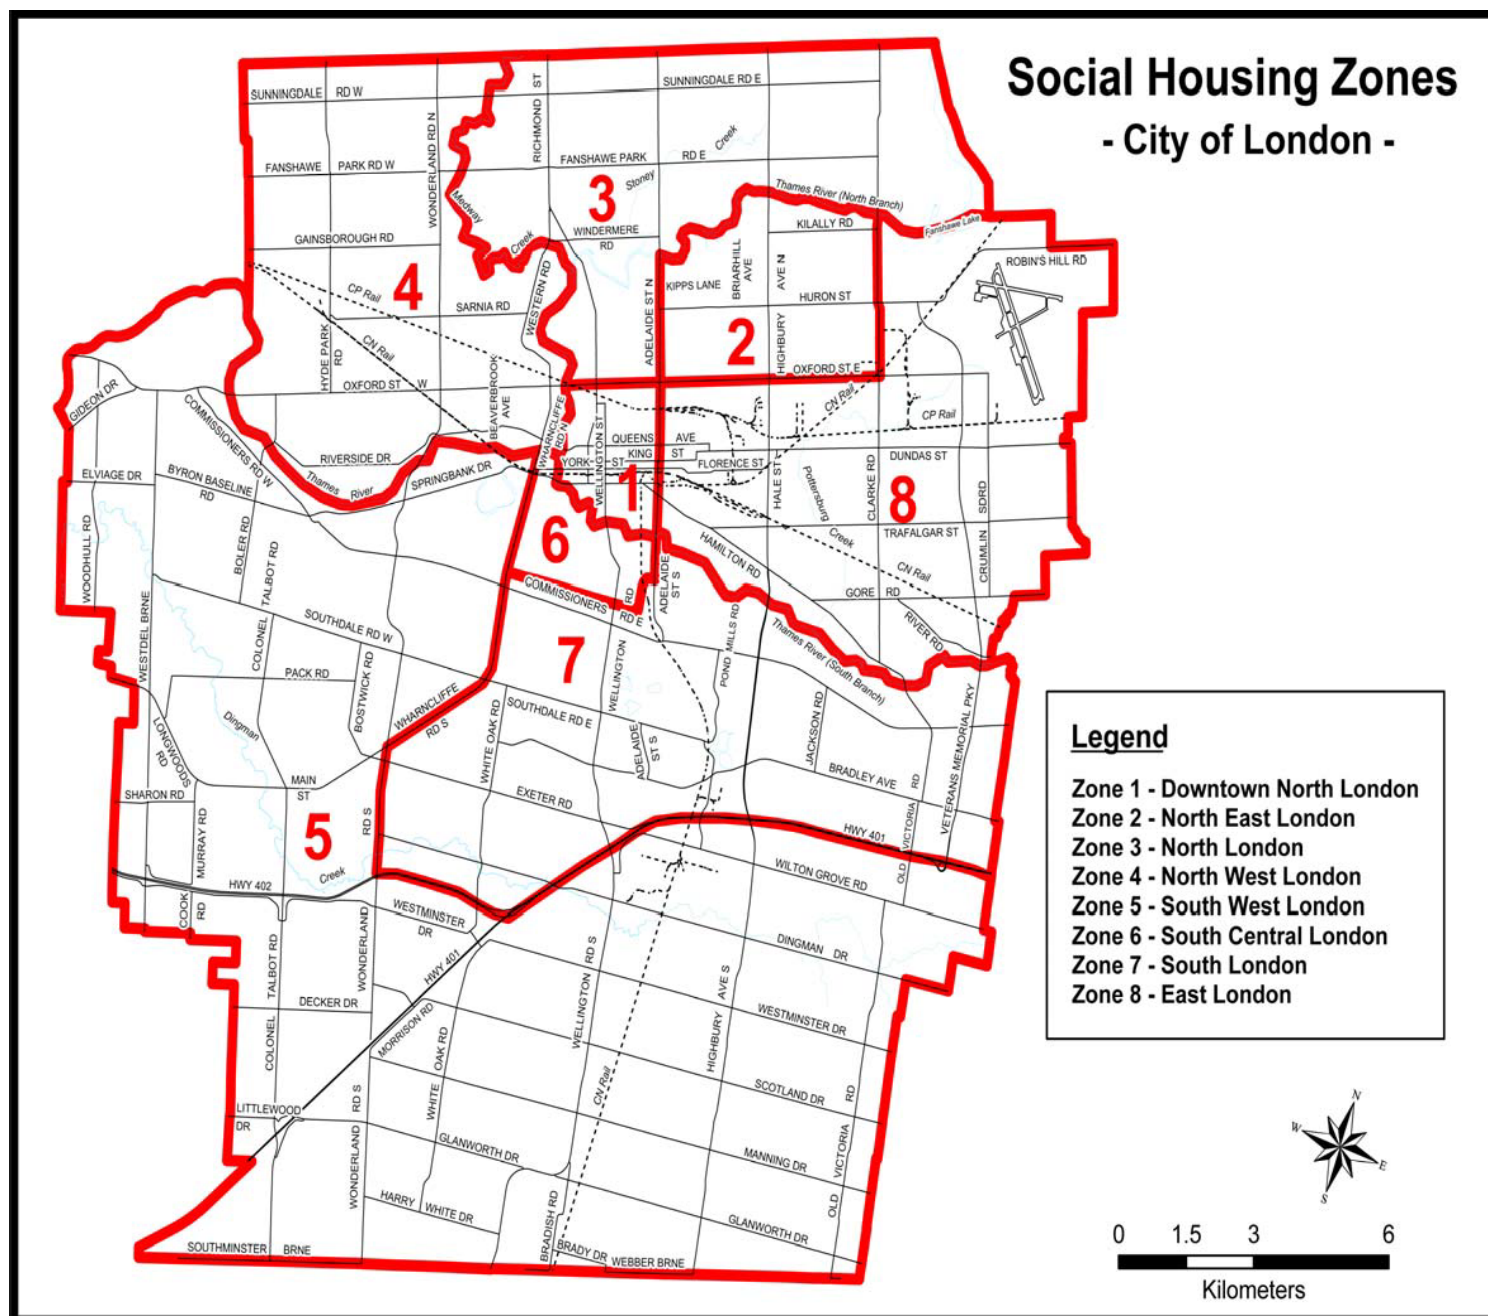 Social Housing Zones
- City of London -
SUNNINGDALE RD W
SUNNINGDALE RD E
RICHMOND ST
WONDERLAND RD N
FANSHAWE PARK RD W
FANSHAWE PARK RD E
Stoney Creek
Medway Creek
3
Thames River (North Branch)
Fanshawe Lake
GAINSBOROUGH RD
WINDERMERE
RD
KILALLY RD
ROBIN'S HILL RD
4
CP Rail
SARNIA RD
WESTERN RD
ADELAIDE ST N
KIPPS LANE
BRIARHILL
AVE
HIGHBURY AVE N
HURON ST
2
HYDE PARK
RD
CN Rail
OXFORD ST W
BEAVERBROOK
AVE
WHARNCLIFFE
RD N
OXFORD ST E
CN Rail
CP Rail
GIDEON DR
COMMISSIONERS RD W
RIVERSIDE DR
Thames River
SPRINGBANK DR
WELLINGTON ST
QUEENS AVE
KING ST
YORK ST
FLORENCE ST
DUNDAS ST
1
ELVIAGE DR
BYRON BASELINE
RD
WOODHULL RD
BOLER RD
COLONEL TALBOT RD
6
HALE ST
Pottersburg
Creek
CLARKE RD
8
CRUMLIN SDRD
TRAFALGAR ST
HAMILTON RD
CN Rail
GORE RD
RIVER RD
WESTDEL BRNE
SOUTHDALE RD W
COMMISSIONERS
RD E
WELLINGTON RD
ADELAIDE
ST S
POND MILLS RD
Thames River (South Branch)
7
PACK RD
BOSTWICK RD
WHARNCLIFFE
RD S
Dingman
LONGWOODS
RD
WHITE OAK RD
SOUTHDALE RD E
ADELAIDE
ST S
JACKSON RD
BRADLEY AVE
VETERANS MEMORIAL PKY
MAIN
ST
SHARON RD
MURRAY RD
EXETER RD
5
Creek
RD S
HWY 401
OLD VICTORIA RD
WILTON GROVE RD
HWY 402
COOK
RD
WESTMINSTER
DR
WONDERLAND
COLONEL TALBOT RD
DINGMAN DR
HWY 401
WELLINGTON RD S
HIGHBURY AVE S
DECKER DR
MORRISON RD
WESTMINSTER DR
WHITE OAK RD
CN Rail
SCOTLAND DR
LITTLEWOOD
DR
WONDERLAND RD S
GLANWORTH DR
MANNING DR
OLD VICTORIA RD
HARRY WHITE DR
GLANWORTH DR
BRADISH RD
SOUTHMINSTER BRNE
BRADY DR
WEBBER BRNE
Legend
Zone 1 - Downtown North London
Zone 2 - North East London
Zone 3 - North London
Zone 4 - North West London
Zone 5 - South West London
Zone 6 - South Central London
Zone 7 - South London
Zone 8 - East London
N
W
E
S
0 1.5 3 6
Kilometers